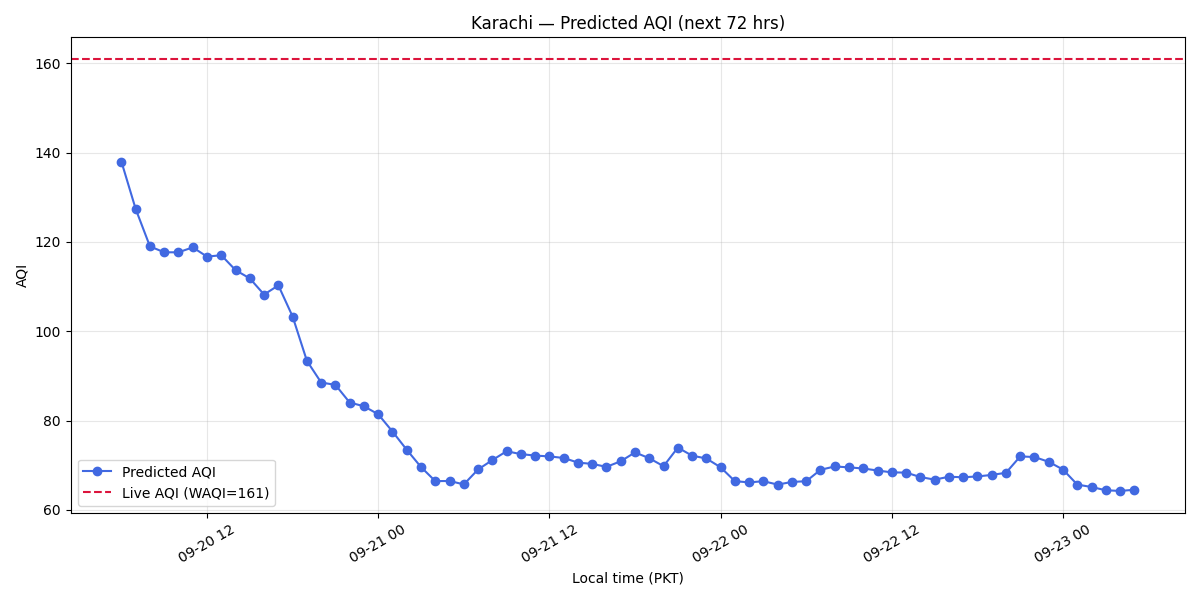 Karachi — Predicted AQI (next 72 hrs)
160
140
120
100
80
60
AQI
Predicted AQI
Live AQI (WAQI=161)
09-20 12
09-21 00
09-21 12
09-22 00
09-22 12
09-23 00
Local time (PKT)